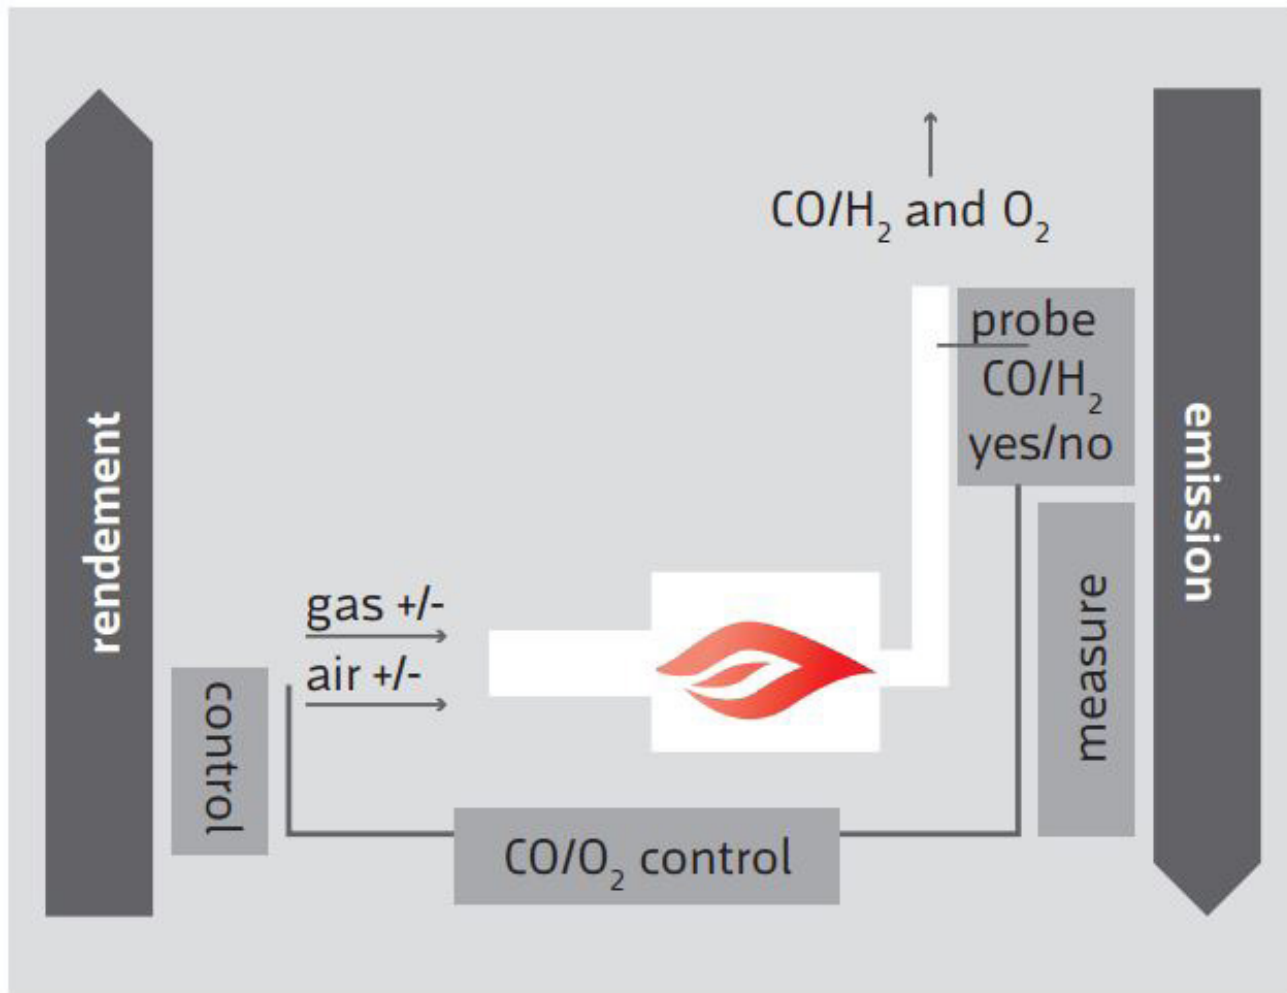 CO/H₂ and O₂
probe
CO/H₂
yes/no
rendement
emission
gas +/-
air +/-
control
measure
CO/O₂ control